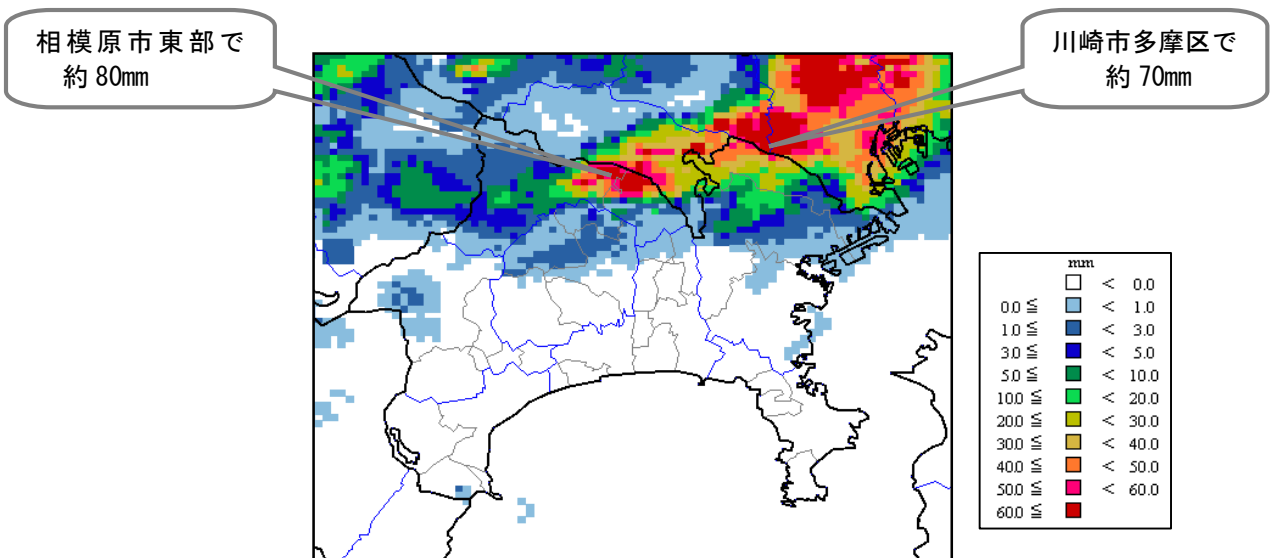 相模原市東部で
約 80mm
川崎市多摩区で
約 70mm
mm
< 0.0
0.0 ≦ < 1.0
1.0 ≦ < 3.0
3.0 ≦ < 5.0
5.0 ≦ < 10.0
10.0 ≦ < 20.0
20.0 ≦ < 30.0
30.0 ≦ < 40.0
40.0 ≦ < 50.0
50.0 ≦ < 60.0
60.0 ≦